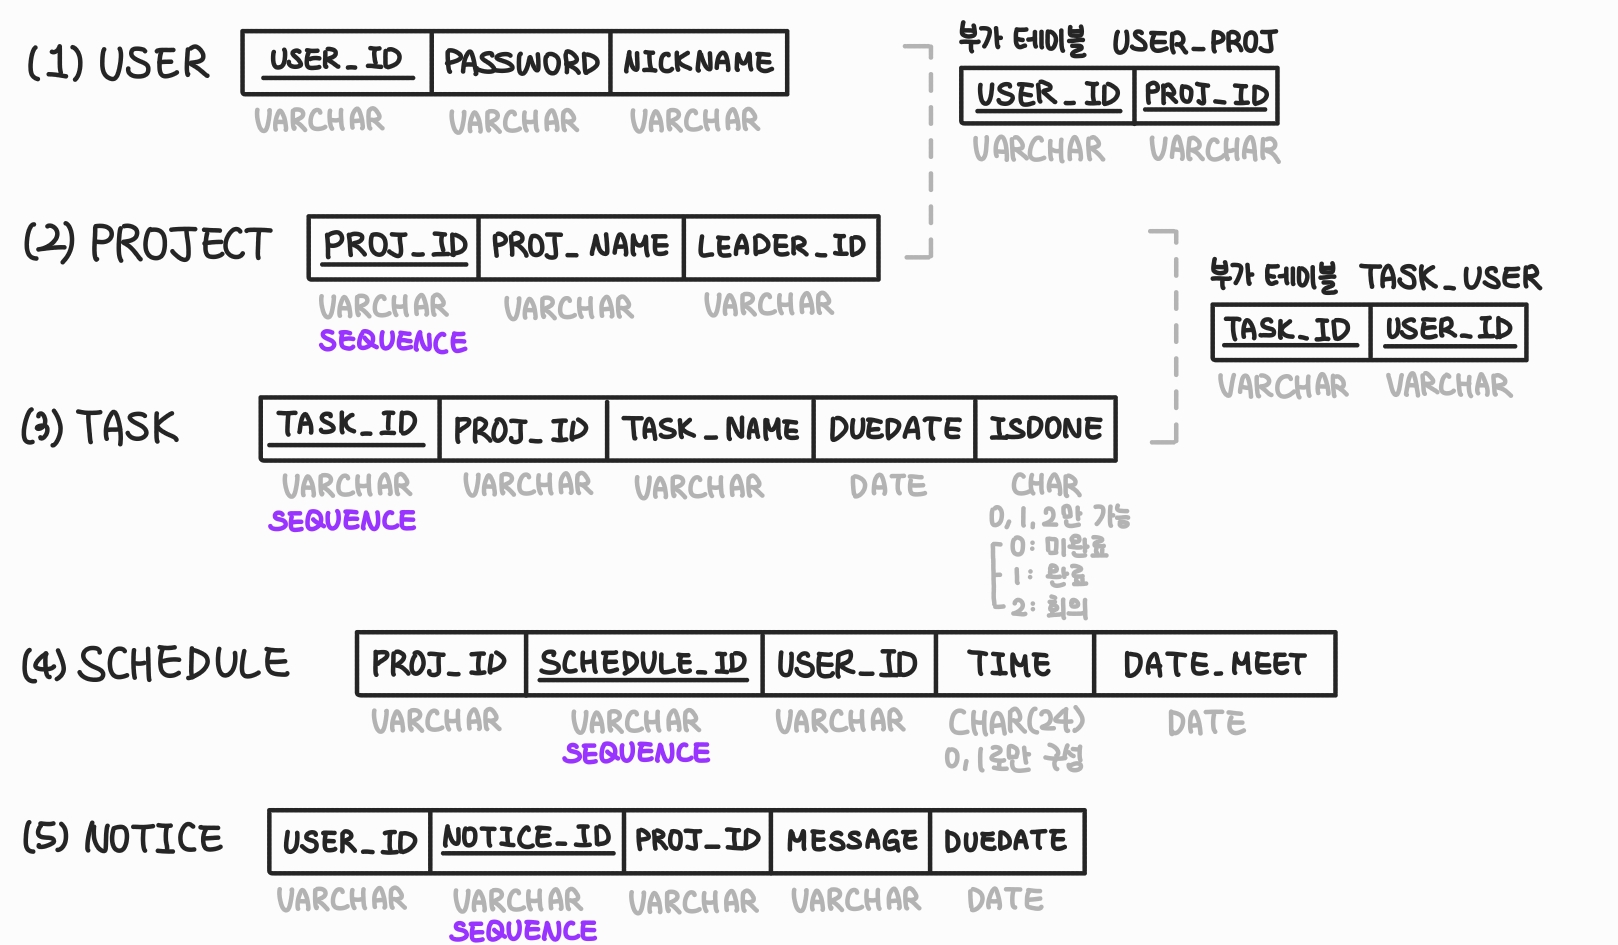 (1) USER USER_ID PASSWORD NICKNAME
VARCHAR VARCHAR VARCHAR
부가 테이블 USER_PROJ
USER_ID PROJ_ID
VARCHAR VARCHAR
(2) PROJECT PROJ_ID PROJ_NAME LEADER_ID
VARCHAR VARCHAR VARCHAR
SEQUENCE
부가 테이블 TASK_USER
TASK_ID USER_ID
VARCHAR VARCHAR
(3) TASK TASK_ID PROJ_ID TASK_NAME DUEDATE ISDONE
VARCHAR VARCHAR VARCHAR DATE CHAR
SEQUENCE 0,1,2만 가능
0: 미완료
1: 완료
2: 회의
(4) SCHEDULE PROJ_ID SCHEDULE_ID USER_ID TIME DATE_MEET
VARCHAR VARCHAR VARCHAR CHAR(24) DATE
SEQUENCE 0,1로만 구성
(5) NOTICE USER_ID NOTICE_ID PROJ_ID MESSAGE DUEDATE
VARCHAR VARCHAR VARCHAR VARCHAR DATE
SEQUENCE